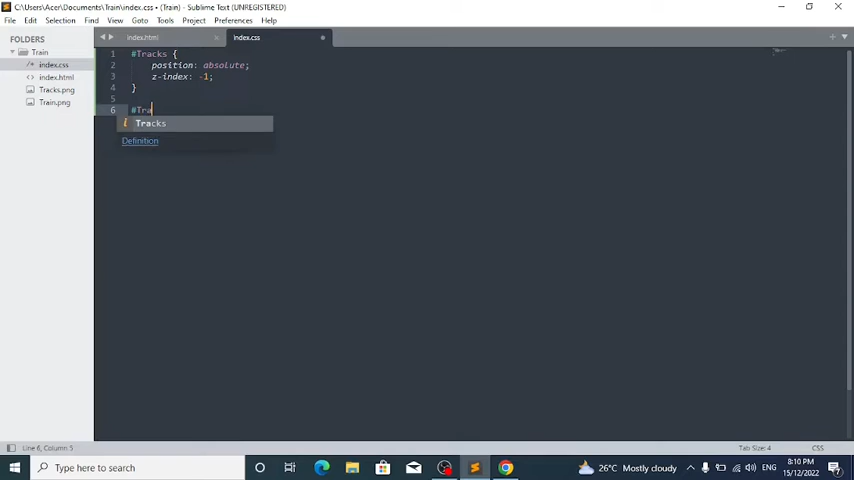 C:\Users\Acer\Documents\Train\index.css • (Train) - Sublime Text (UNREGISTERED)
File Edit Selection Find View Goto Tools Project Preferences Help
FOLDERS
Train
index.css
index.html
Tracks.png
Train.png
index.html
index.css
1 #Tracks {
2 position: absolute;
3 z-index: -1;
4 }
5
6 #Tra
Tracks
Definition
Line 6, Column 5
Tab Size: 4
CSS
Type here to search
26°C Mostly cloudy
ENG
8:10 PM
15/12/2022
7